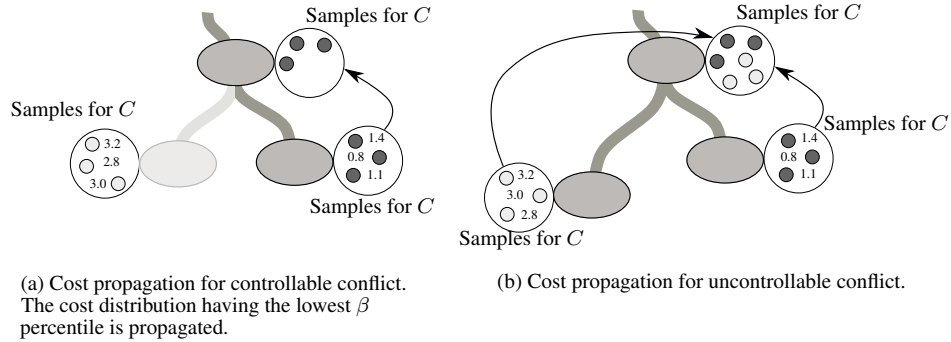 Samples for C
Samples for C
3.2
2.8
3.0
1.4
0.8
1.1
Samples for C
(a) Cost propagation for controllable conflict.
The cost distribution having the lowest β
percentile is propagated.
Samples for C
Samples for C
1.4
0.8
1.1
3.2
3.0
2.8
Samples for C
(b) Cost propagation for uncontrollable conflict.